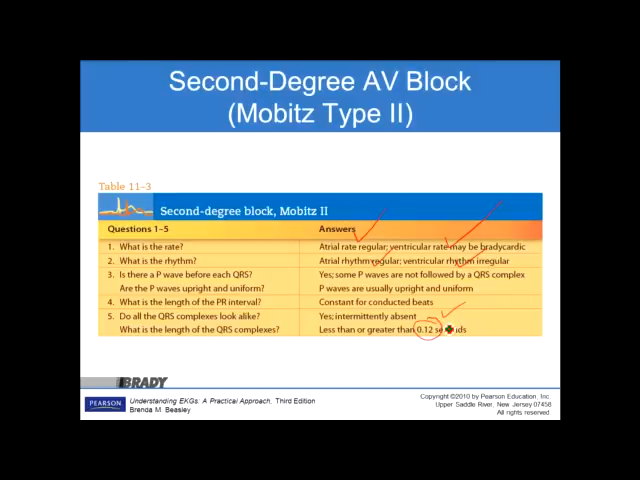 Second-Degree AV Block
(Mobitz Type II)
Table 11–3
Second-degree block, Mobitz II
Questions 1–5 Answers
1. What is the rate? Atrial rate regular; ventricular rate may be bradycardic
2. What is the rhythm? Atrial rhythm regular; ventricular rhythm irregular
3. Is there a P wave before each QRS? Yes; some P waves are not followed by a QRS complex
Are the P waves upright and uniform? P waves are usually upright and uniform
4. What is the length of the PR interval? Constant for conducted beats
5. Do all the QRS complexes look alike? Yes; intermittently absent
What is the length of the QRS complexes? Less than or greater than 0.12 se ds
BRADY
PEARSON
Understanding EKGs: A Practical Approach, Third Edition
Brenda M. Beasley
Copyright ©2010 by Pearson Education, Inc.
Upper Saddle River, New Jersey 07458
All rights reserved.